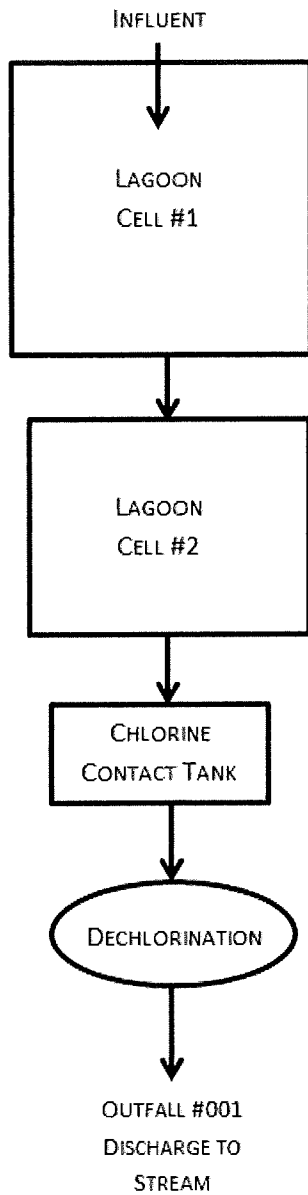 INFLUENT
LAGOON
CELL #1
LAGOON
CELL #2
CHLORINE
CONTACT TANK
DECHLORINATION
OUTFALL #001
DISCHARGE TO
STREAM